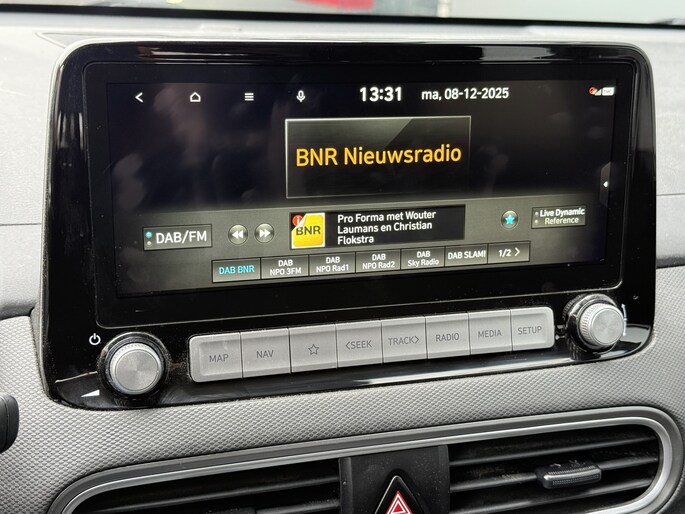 13:31 ma, 08-12-2025
BNR Nieuwsradio
DAB/FM
BNR
Pro Forma met Wouter
Laumans en Christian
Flokstra
Live Dynamic
Reference
DAB BNR
DAB
NPO 3FM
DAB
NPO Rad1
DAB
NPO Rad2
DAB
Sky Radio
DAB SLAM!
1/2 >
MAP
NAV
<SEEK
TRACK>
RADIO
MEDIA
SETUP